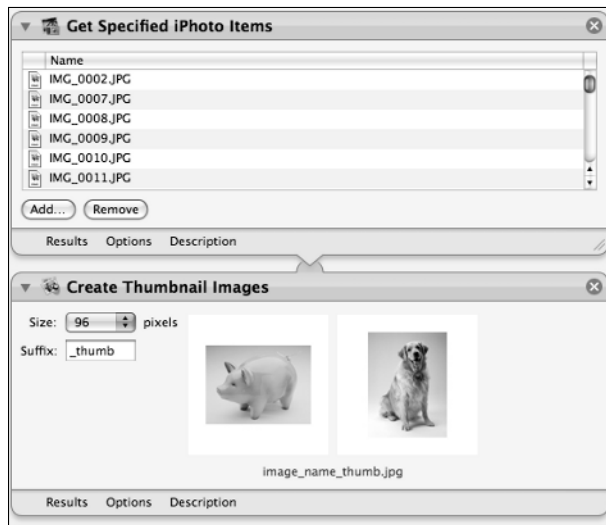 Get Specified iPhoto Items
Name
IMG_0002.JPG
IMG_0007.JPG
IMG_0008.JPG
IMG_0009.JPG
IMG_0010.JPG
IMG_0011.JPG
Add... Remove
Results Options Description
Create Thumbnail Images
Size: 96 pixels
Suffix: _thumb
image_name_thumb.jpg
Results Options Description